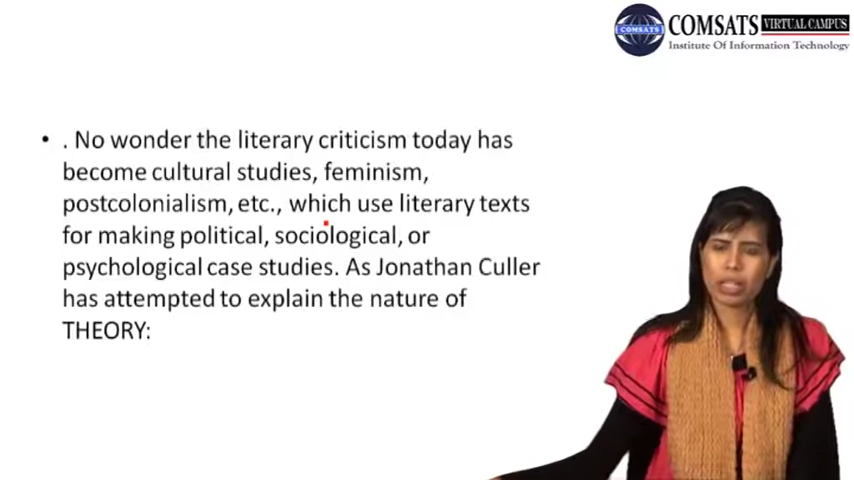 COMSATS VIRTUAL CAMPUS
COMSATS
Institute Of Information Technology
• . No wonder the literary criticism today has
become cultural studies, feminism,
postcolonialism, etc., which use literary texts
for making political, sociological, or
psychological case studies. As Jonathan Culler
has attempted to explain the nature of
THEORY: